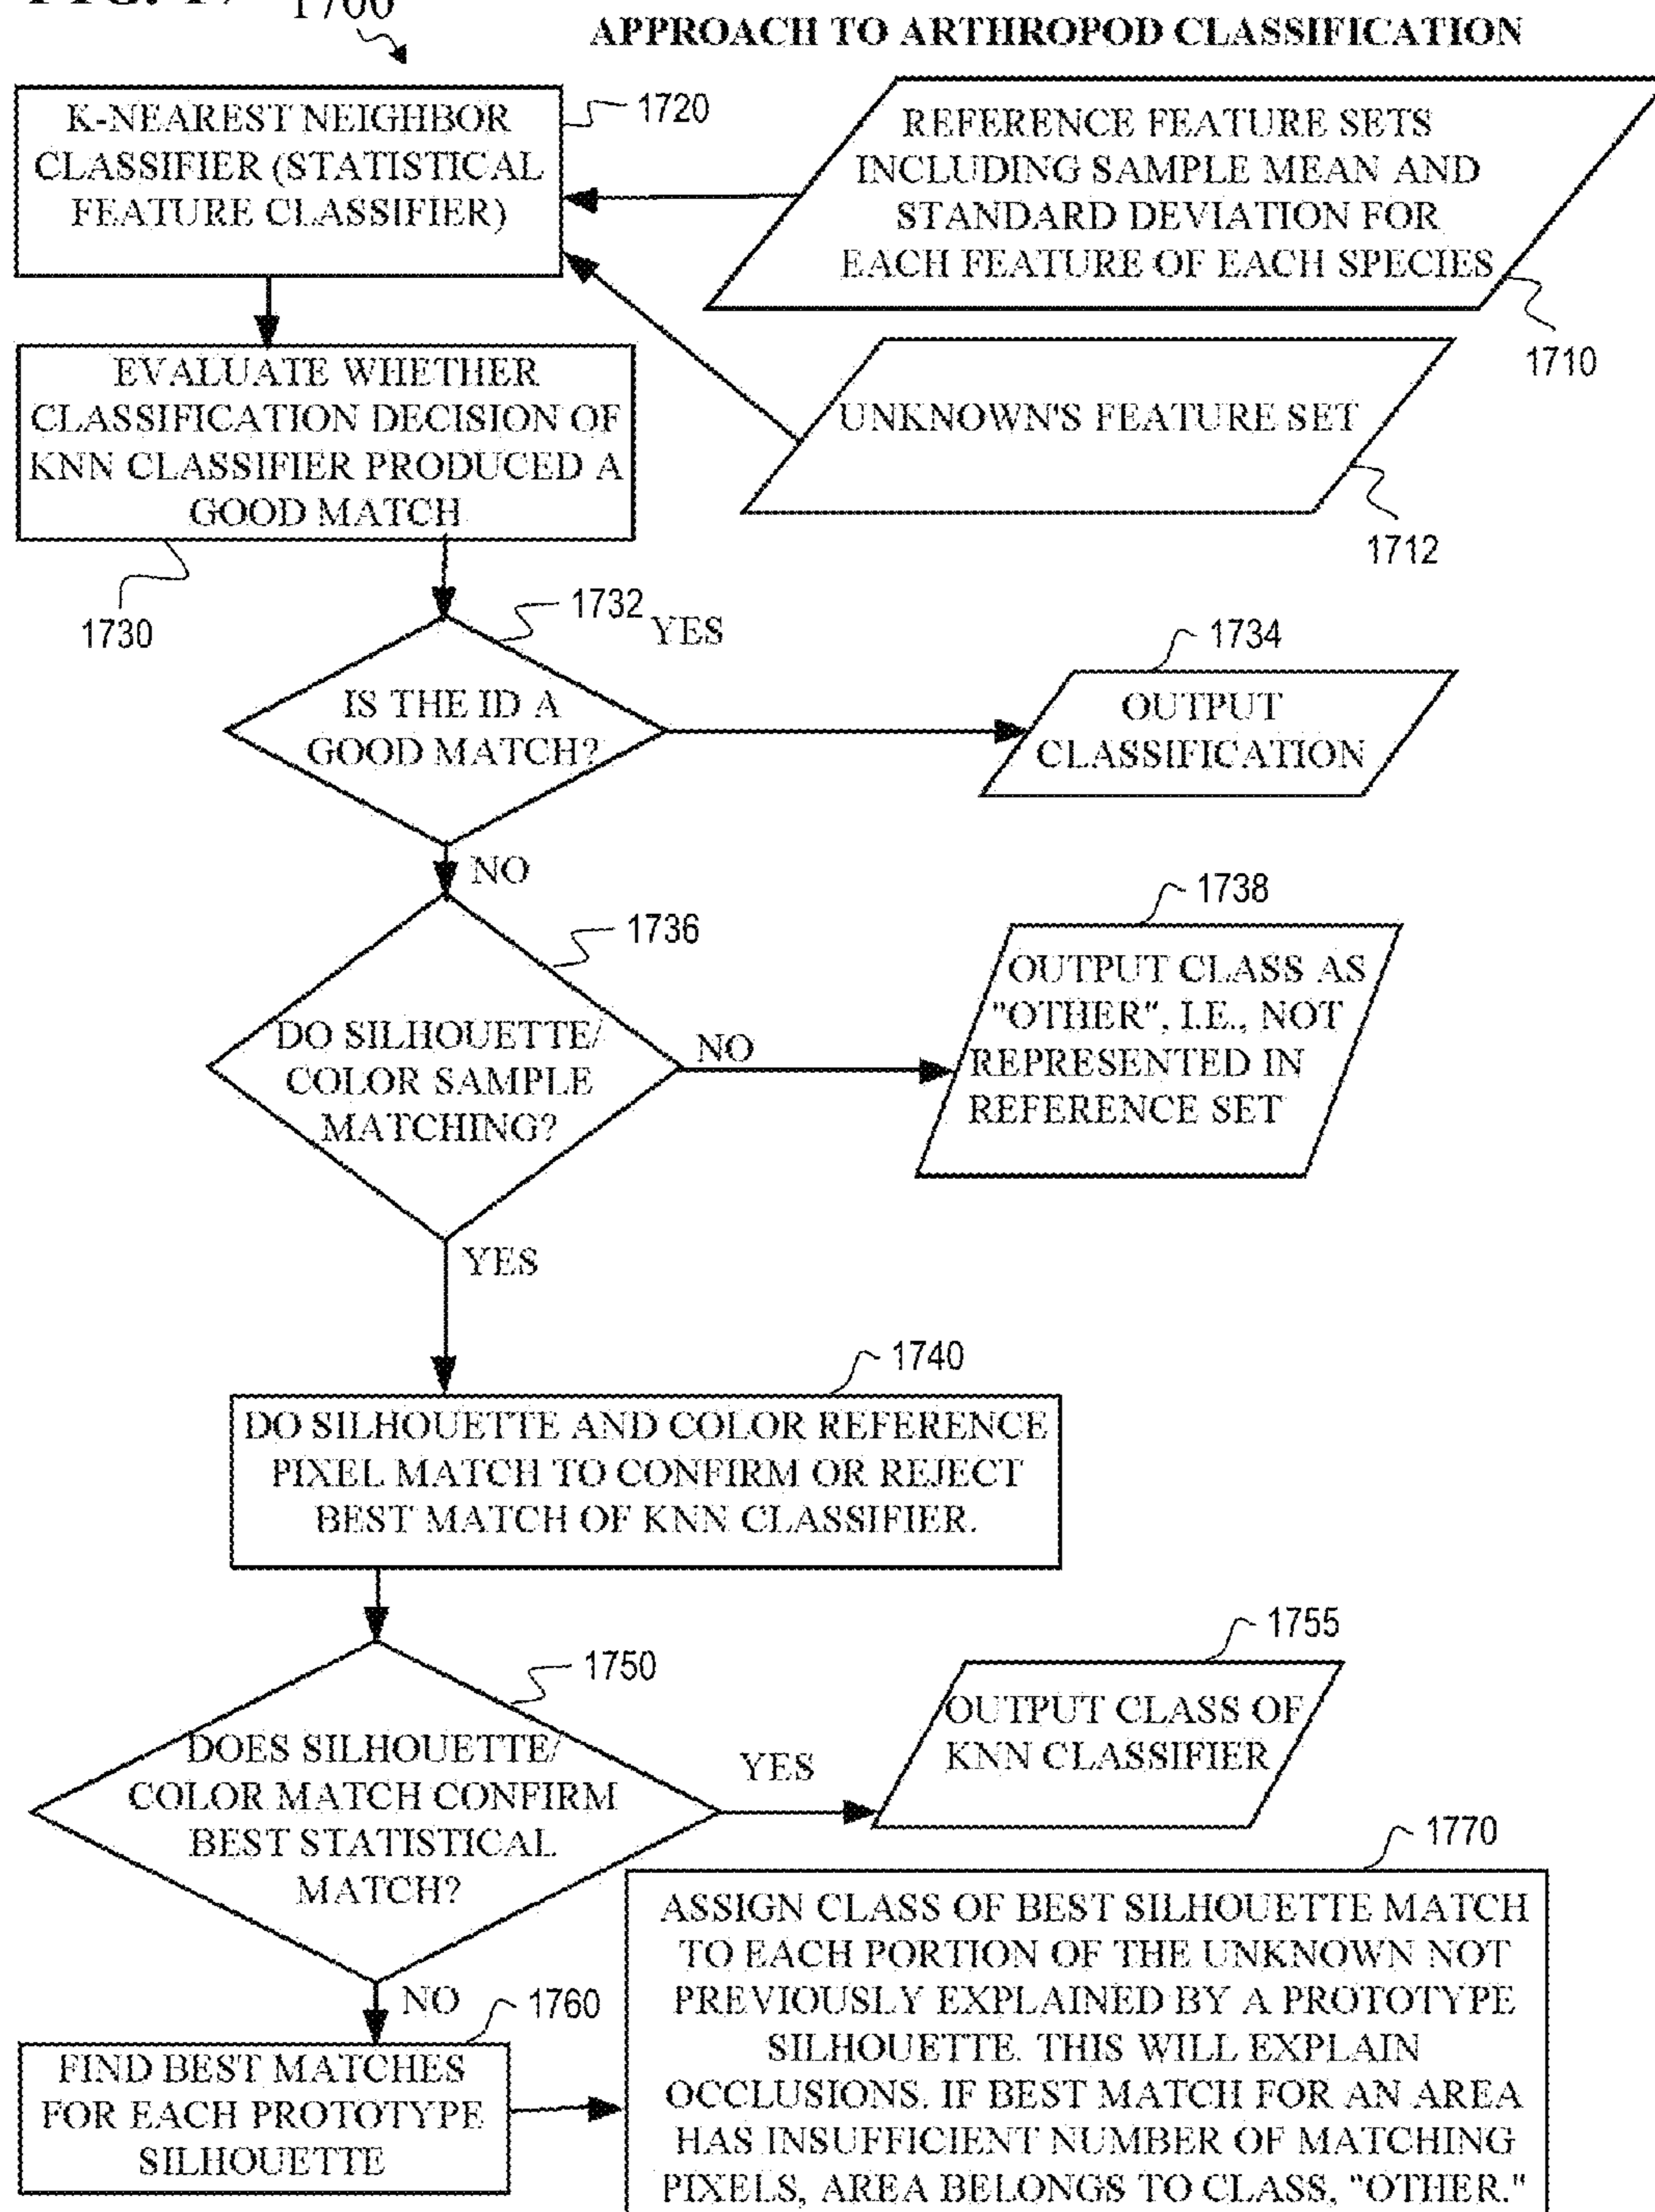 FIG. 17
1700
APPROACH TO ARTHROPOD CLASSIFICATION
K-NEAREST NEIGHBOR
CLASSIFIER (STATISTICAL
FEATURE CLASSIFIER)
1720
REFERENCE FEATURE SETS
INCLUDING SAMPLE MEAN AND
STANDARD DEVIATION FOR
EACH FEATURE OF EACH SPECIES
1710
EVALUATE WHETHER
CLASSIFICATION DECISION OF
KNN CLASSIFIER PRODUCED A
GOOD MATCH
1730
UNKNOWN'S FEATURE SET
1712
1732
YES
IS THE ID A
GOOD MATCH?
1734
OUTPUT
CLASSIFICATION
NO
1736
DO SILHOUETTE/
COLOR SAMPLE
MATCHING?
NO
1738
OUTPUT CLASS AS
"OTHER", I.E., NOT
REPRESENTED IN
REFERENCE SET
YES
1740
DO SILHOUETTE AND COLOR REFERENCE
PIXEL MATCH TO CONFIRM OR REJECT
BEST MATCH OF KNN CLASSIFIER.
1750
DOES SILHOUETTE/
COLOR MATCH CONFIRM
BEST STATISTICAL
MATCH?
YES
1755
OUTPUT CLASS OF
KNN CLASSIFIER
NO
1760
FIND BEST MATCHES
FOR EACH PROTOTYPE
SILHOUETTE
1770
ASSIGN CLASS OF BEST SILHOUETTE MATCH
TO EACH PORTION OF THE UNKNOWN NOT
PREVIOUSLY EXPLAINED BY A PROTOTYPE
SILHOUETTE. THIS WILL EXPLAIN
OCCLUSIONS. IF BEST MATCH FOR AN AREA
HAS INSUFFICIENT NUMBER OF MATCHING
PIXELS, AREA BELONGS TO CLASS, "OTHER."